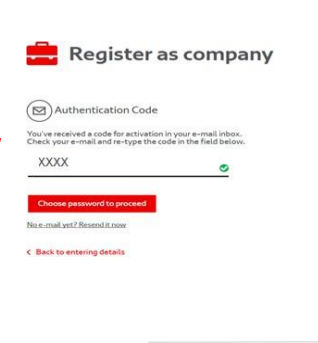 Register as company
Authentication Code
You've received a code for activation in your e-mail inbox.
Check your e-mail and re-type the code in the field below.
XXXX
Choose password to proceed
No e-mail yet? Resend it now
< Back to entering details